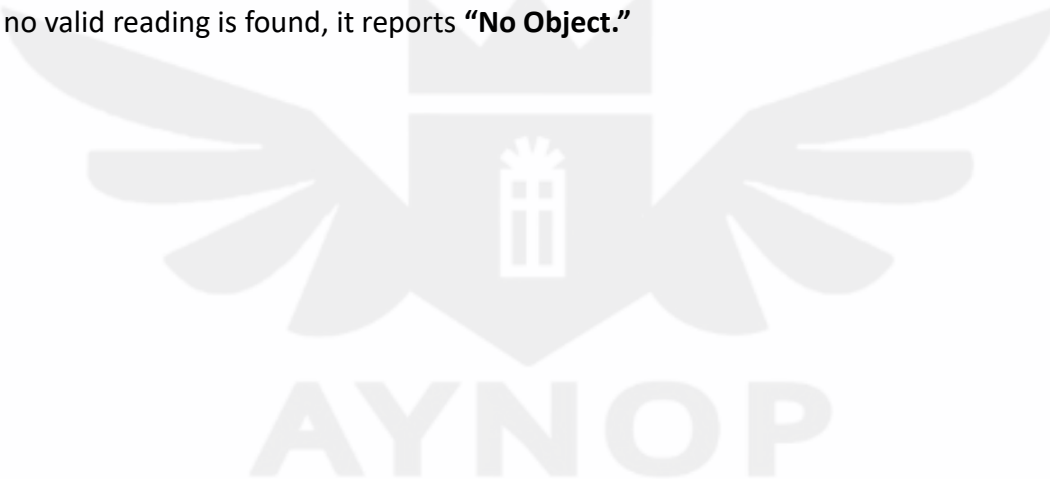 no valid reading is found, it reports “No Object.”
AYNOP